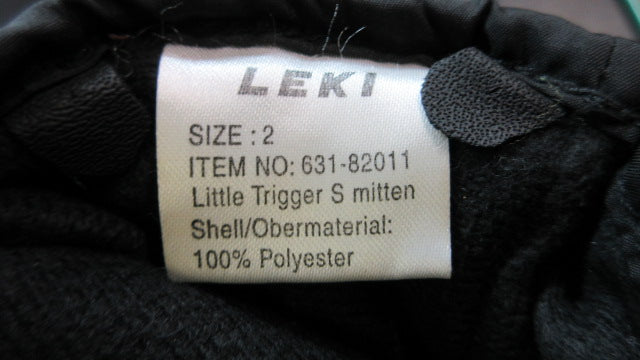 LEKI
SIZE : 2
ITEM NO: 631-82011
Little Trigger S mitten
Shell/Obermaterial:
100% Polyester